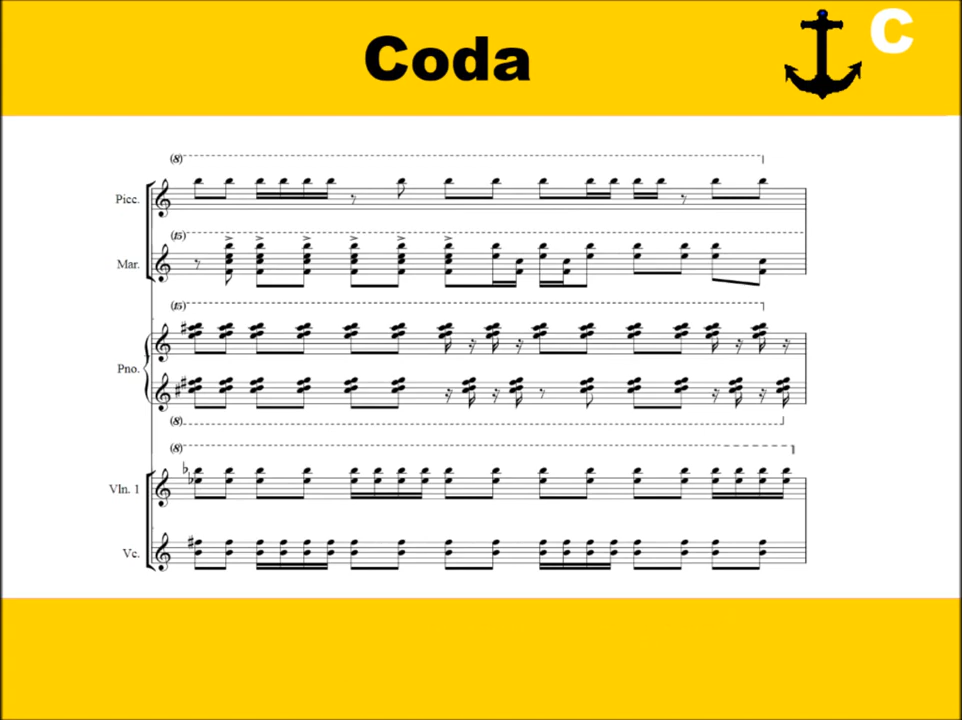 Coda
C
(8)
Picc.
(15)
Mar.
(15)
Pno.
(8)
(8)
Vln. 1
Vc.